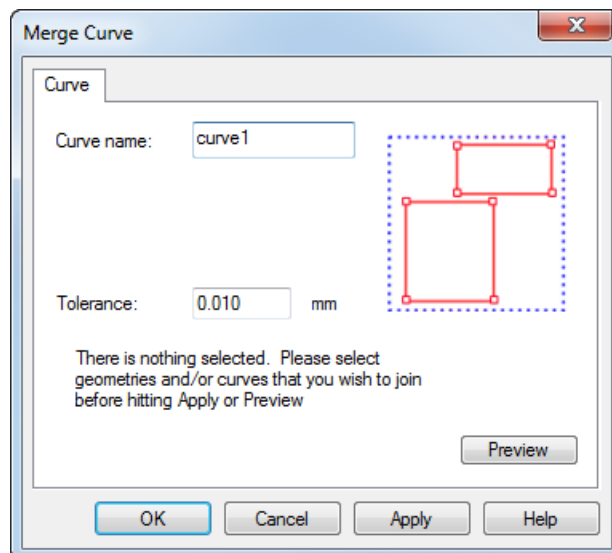 Merge Curve
Curve
Curve name: curve1
Tolerance: 0.010 mm
There is nothing selected. Please select
geometries and/or curves that you wish to join
before hitting Apply or Preview
Preview
OK Cancel Apply Help